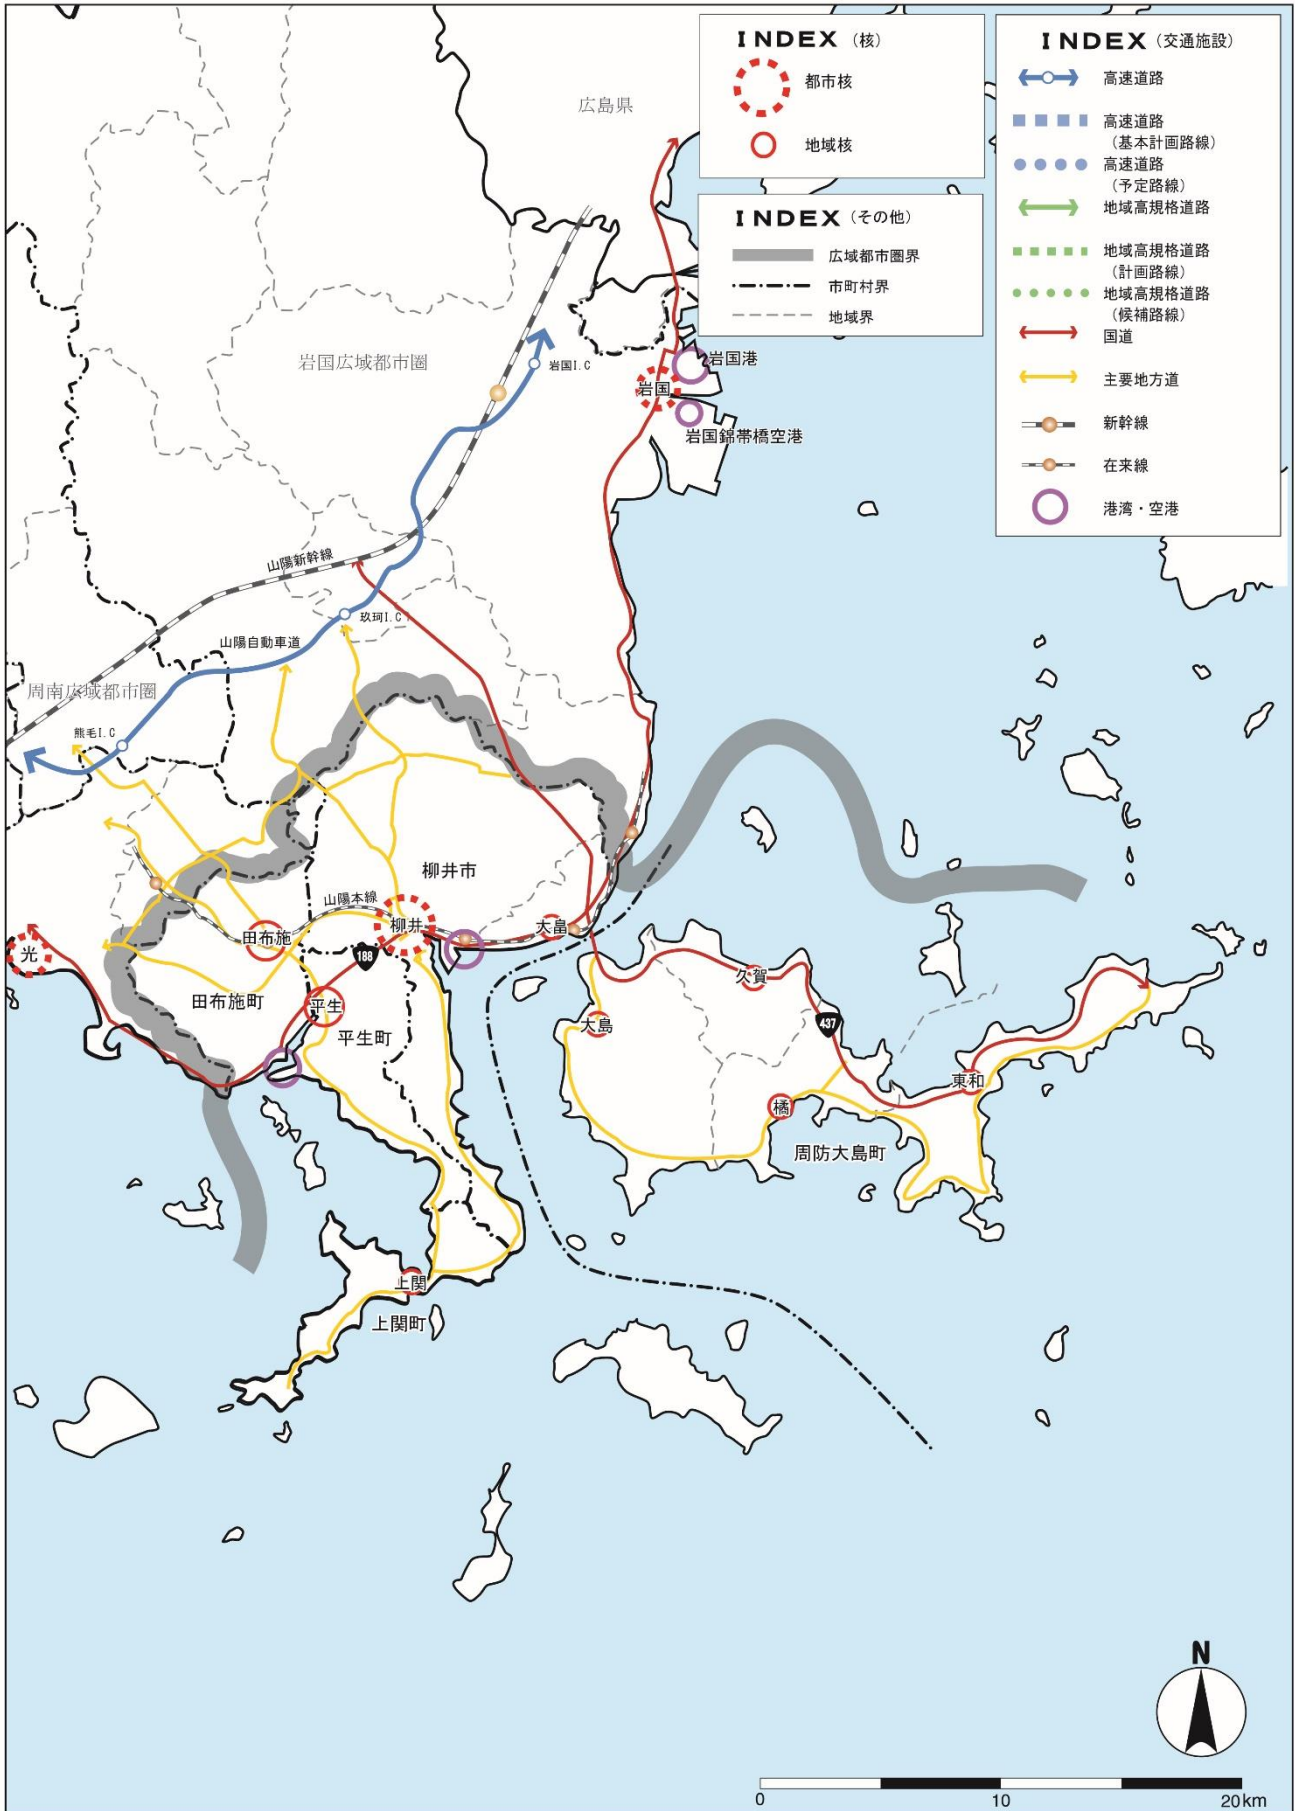 INDEX（核）
都市核
地域核
INDEX（その他）
広域都市圏界
市町村界
地域界
INDEX（交通施設）
高速道路
高速道路
（基本計画路線）
高速道路
（予定路線）
地域高規格道路
地域高規格道路
（計画路線）
地域高規格道路
（候補路線）
国道
主要地方道
新幹線
在来線
港湾・空港
広島県
岩国広域都市圏
岩国I.C
岩国港
岩国
岩国錦帯橋空港
山陽新幹線
玖珂I.C
山陽自動車道
周南広域都市圏
熊毛I.C
柳井市
山陽本線
柳井
大畠
田布施
光
188
田布施町
平生
平生町
久賀
大島
437
東和
橘
周防大島町
上関
上関町
N
0
10
20km